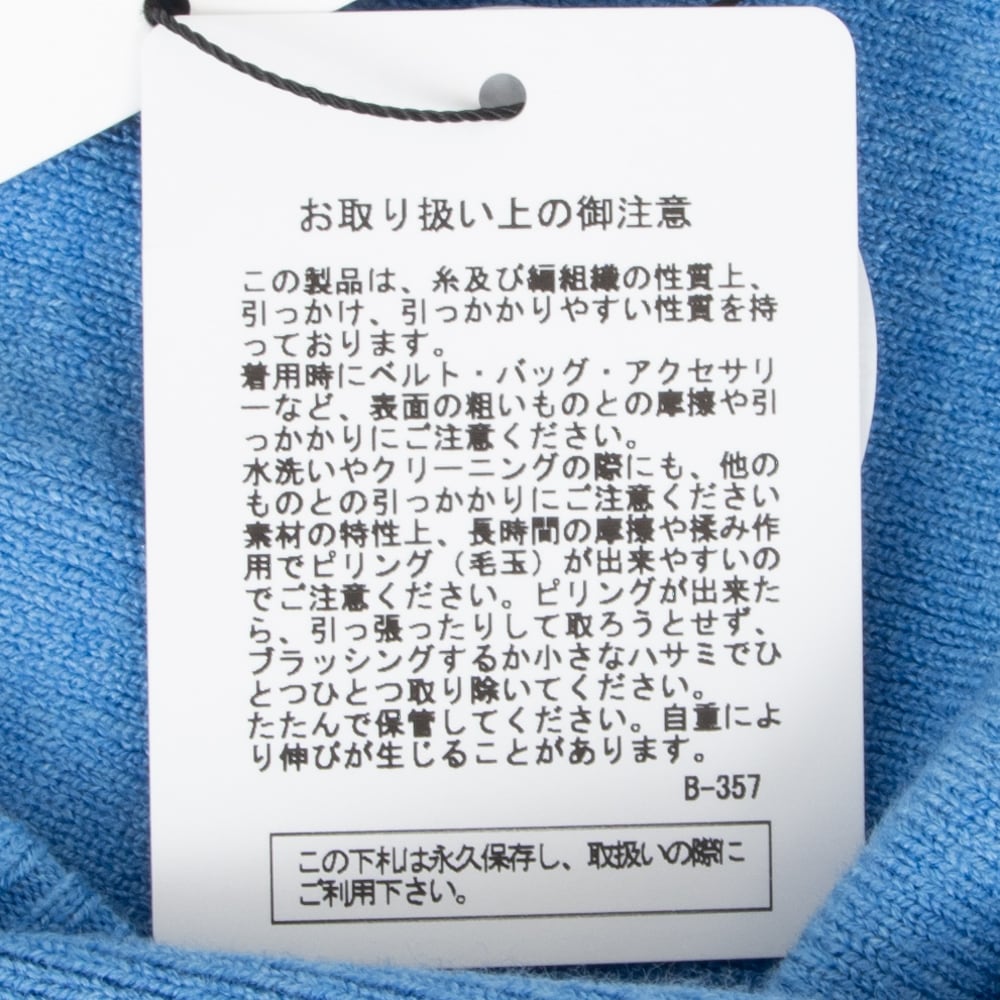 お取り扱い上の御注意
この製品は、糸及び編組織の性質上、
引っかけ、引っかかりやすい性質を持
っております。
着用時にベルト・バッグ・アクセサリ
ーなど、表面の粗いものとの摩擦や引
っかかりにご注意ください。
水洗いやクリーニングの際にも、他の
ものとの引っかかりにご注意ください
素材の特性上、長時間の摩擦や揉み作
用でピリング（毛玉）が出来やすいの
でご注意ください。ピリングが出来た
ら、引っ張ったりして取ろうとせず、
ブラッシングするか小さなハサミでひ
とつひとつ取り除いてください。
たたんで保管してください。自重によ
り伸びが生じることがあります。
B-357
この下札は永久保存し、取扱いの際に
ご利用下さい。